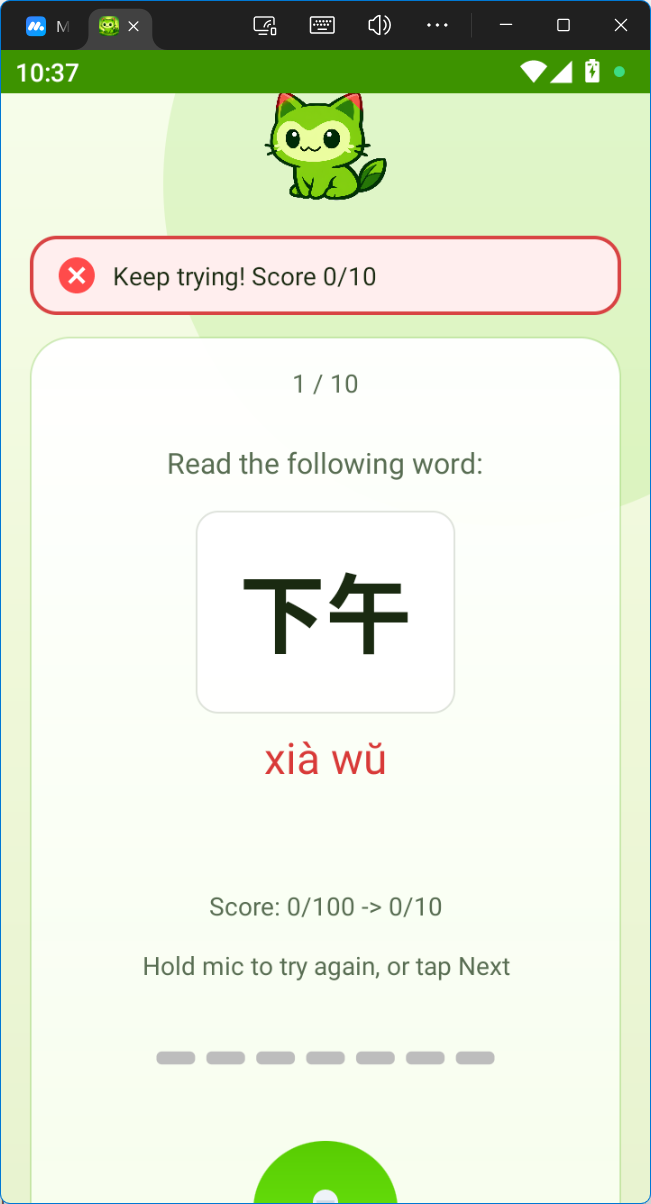 M
10:37
Keep trying! Score 0/10
1 / 10
Read the following word:
下午
xià wŭ
Score: 0/100 -> 0/10
Hold mic to try again, or tap Next